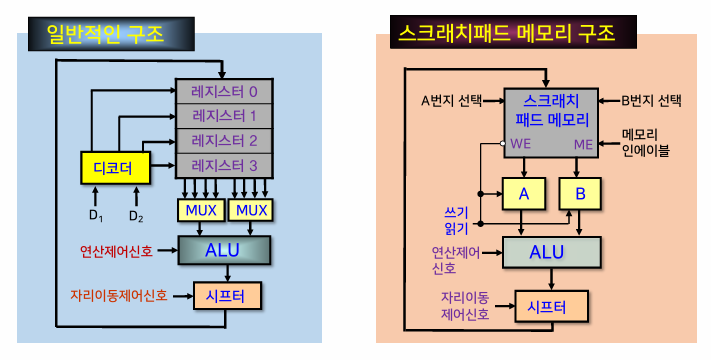 일반적인 구조
레지스터 0
레지스터 1
레지스터 2
레지스터 3
디코더
D1
D2
MUX
MUX
연산제어신호
ALU
자리이동제어신호
시프터
스크래치패드 메모리 구조
A번지 선택
스크래치
패드 메모리
B번지 선택
WE
ME
메모리
인에이블
A
B
쓰기
읽기
연산제어
신호
ALU
자리이동
제어신호
시프터